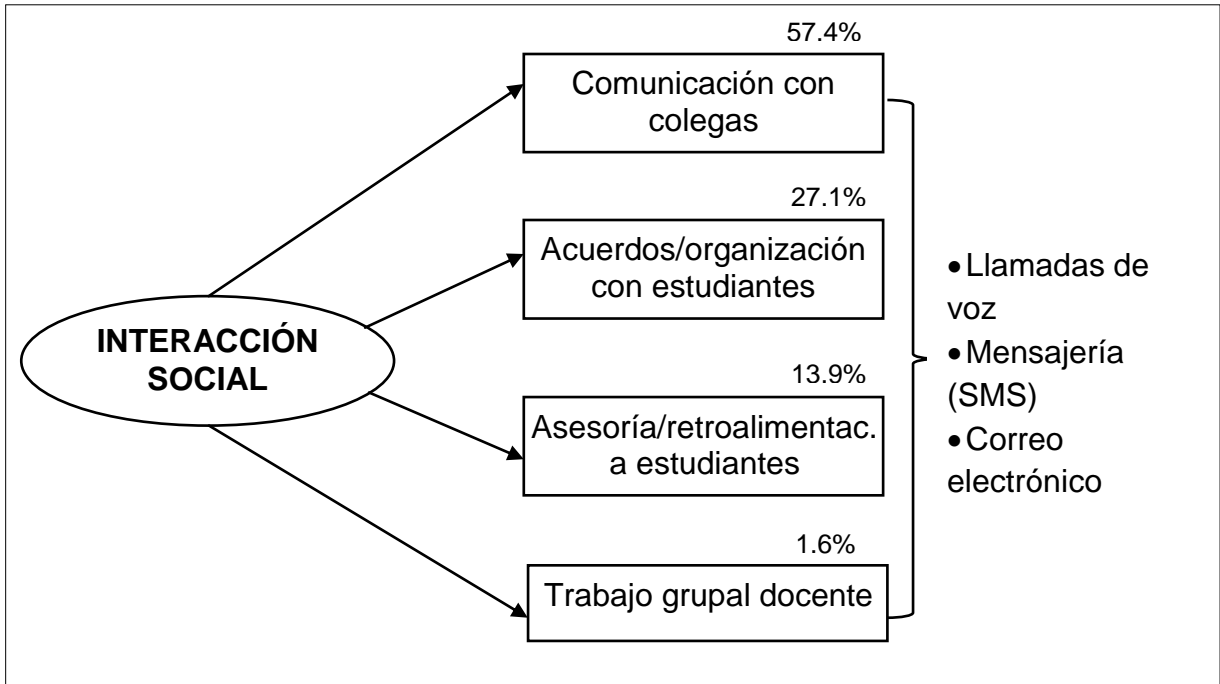 57.4%
Comunicación con
colegas
27.1%
Acuerdos/organización
con estudiantes
INTERACCIÓN
SOCIAL
13.9%
Asesoría/retroalimentac.
a estudiantes
1.6%
Trabajo grupal docente
•Llamadas de
voz
•Mensajería
(SMS)
•Correo
electrónico